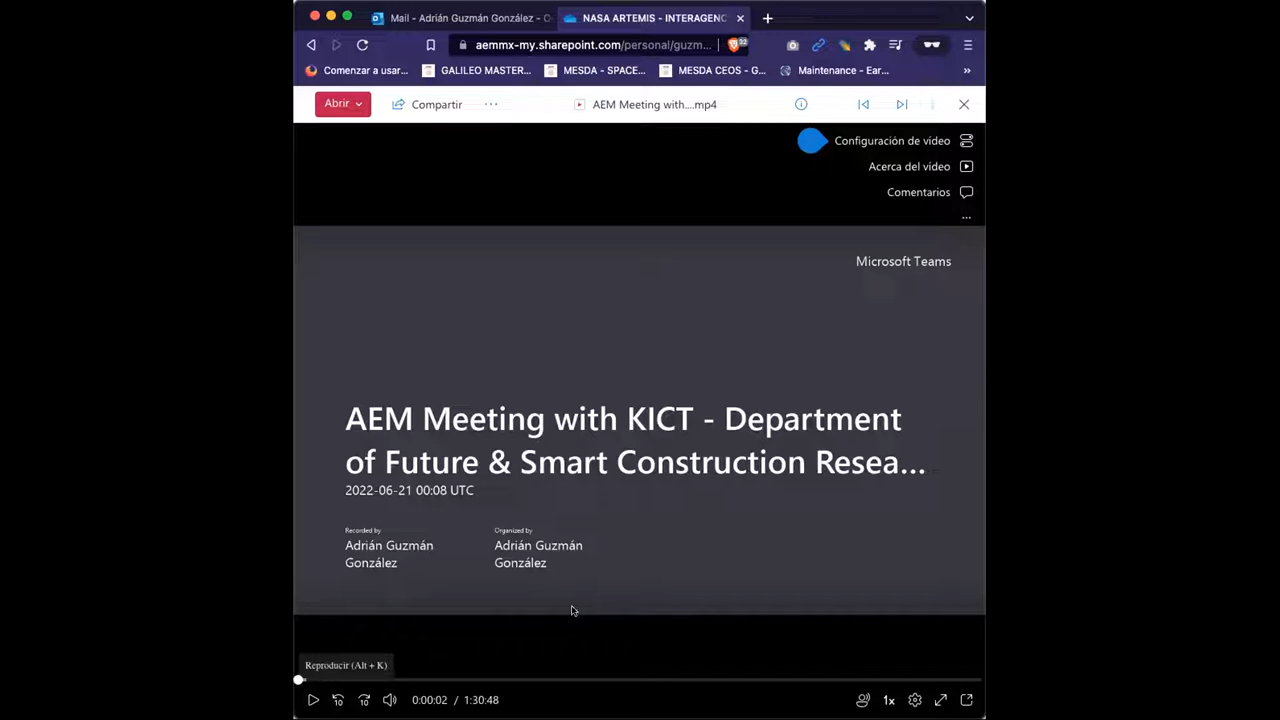 Mail - Adrián Guzmán González - O
NASA ARTEMIS - INTERAGENC
aemmx-my.sharepoint.com/personal/guzm...
32
Comenzar a usar...
GALILEO MASTER...
MESDA - SPACE...
MESDA CEOS - G...
Maintenance - Ear...
»
Abrir
Compartir
...
AEM Meeting with....mp4
Configuración de vídeo
Acerca del vídeo
Comentarios
...
Microsoft Teams
AEM Meeting with KICT - Department
of Future & Smart Construction Resea...
2022-06-21 00:08 UTC
Recorded by
Organized by
Adrián Guzmán
González
Adrián Guzmán
González
Reproducir (Alt + K)
10
10
0:00:02 / 1:30:48
1x